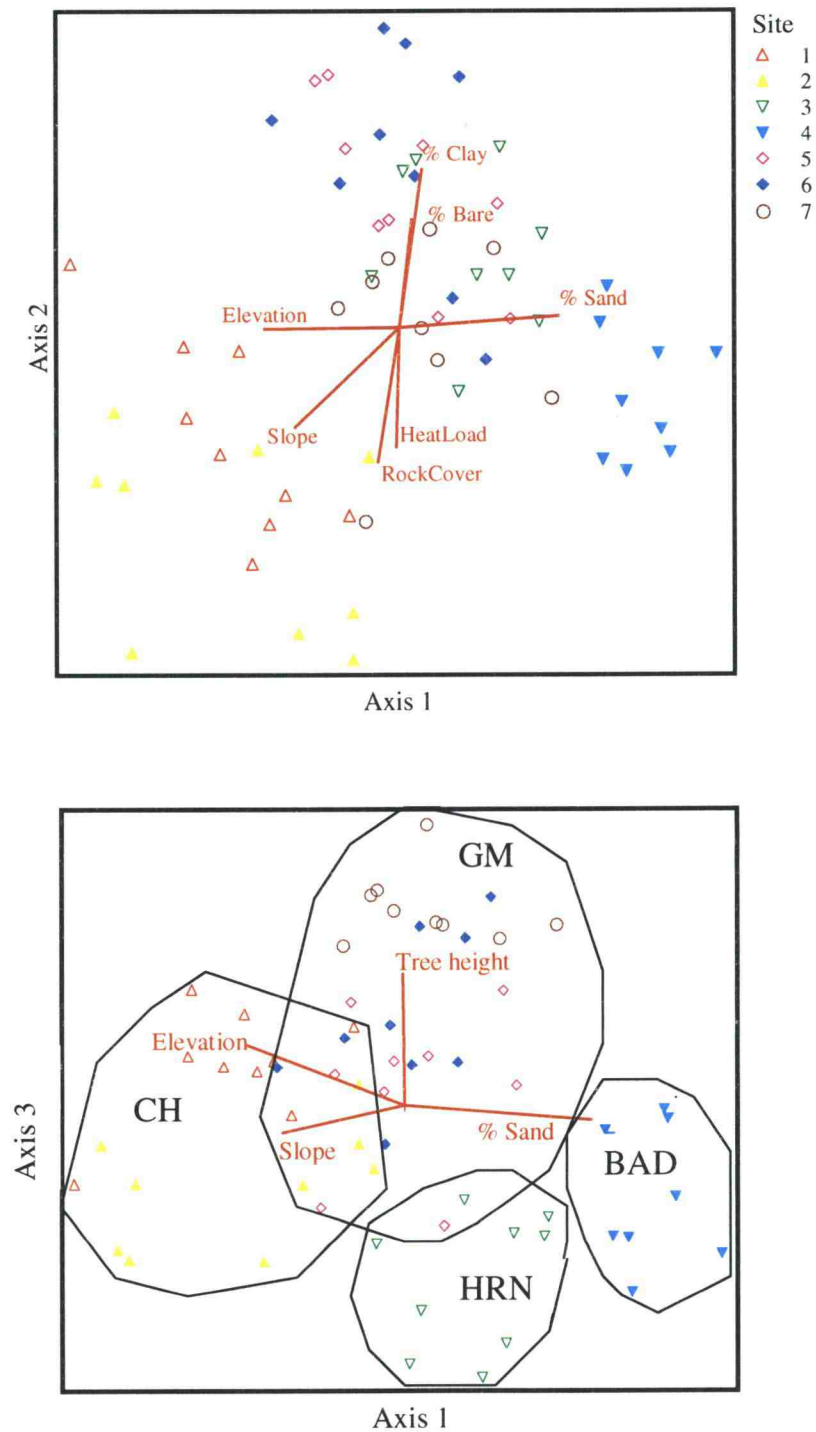 Site
1
2
3
4
5
6
7
% Clay
% Bare
% Sand
Elevation
Slope
HeatLoad
RockCover
Axis 2
Axis 1
GM
Tree height
Elevation
CH
Slope
% Sand
BAD
HRN
Axis 3
Axis 1